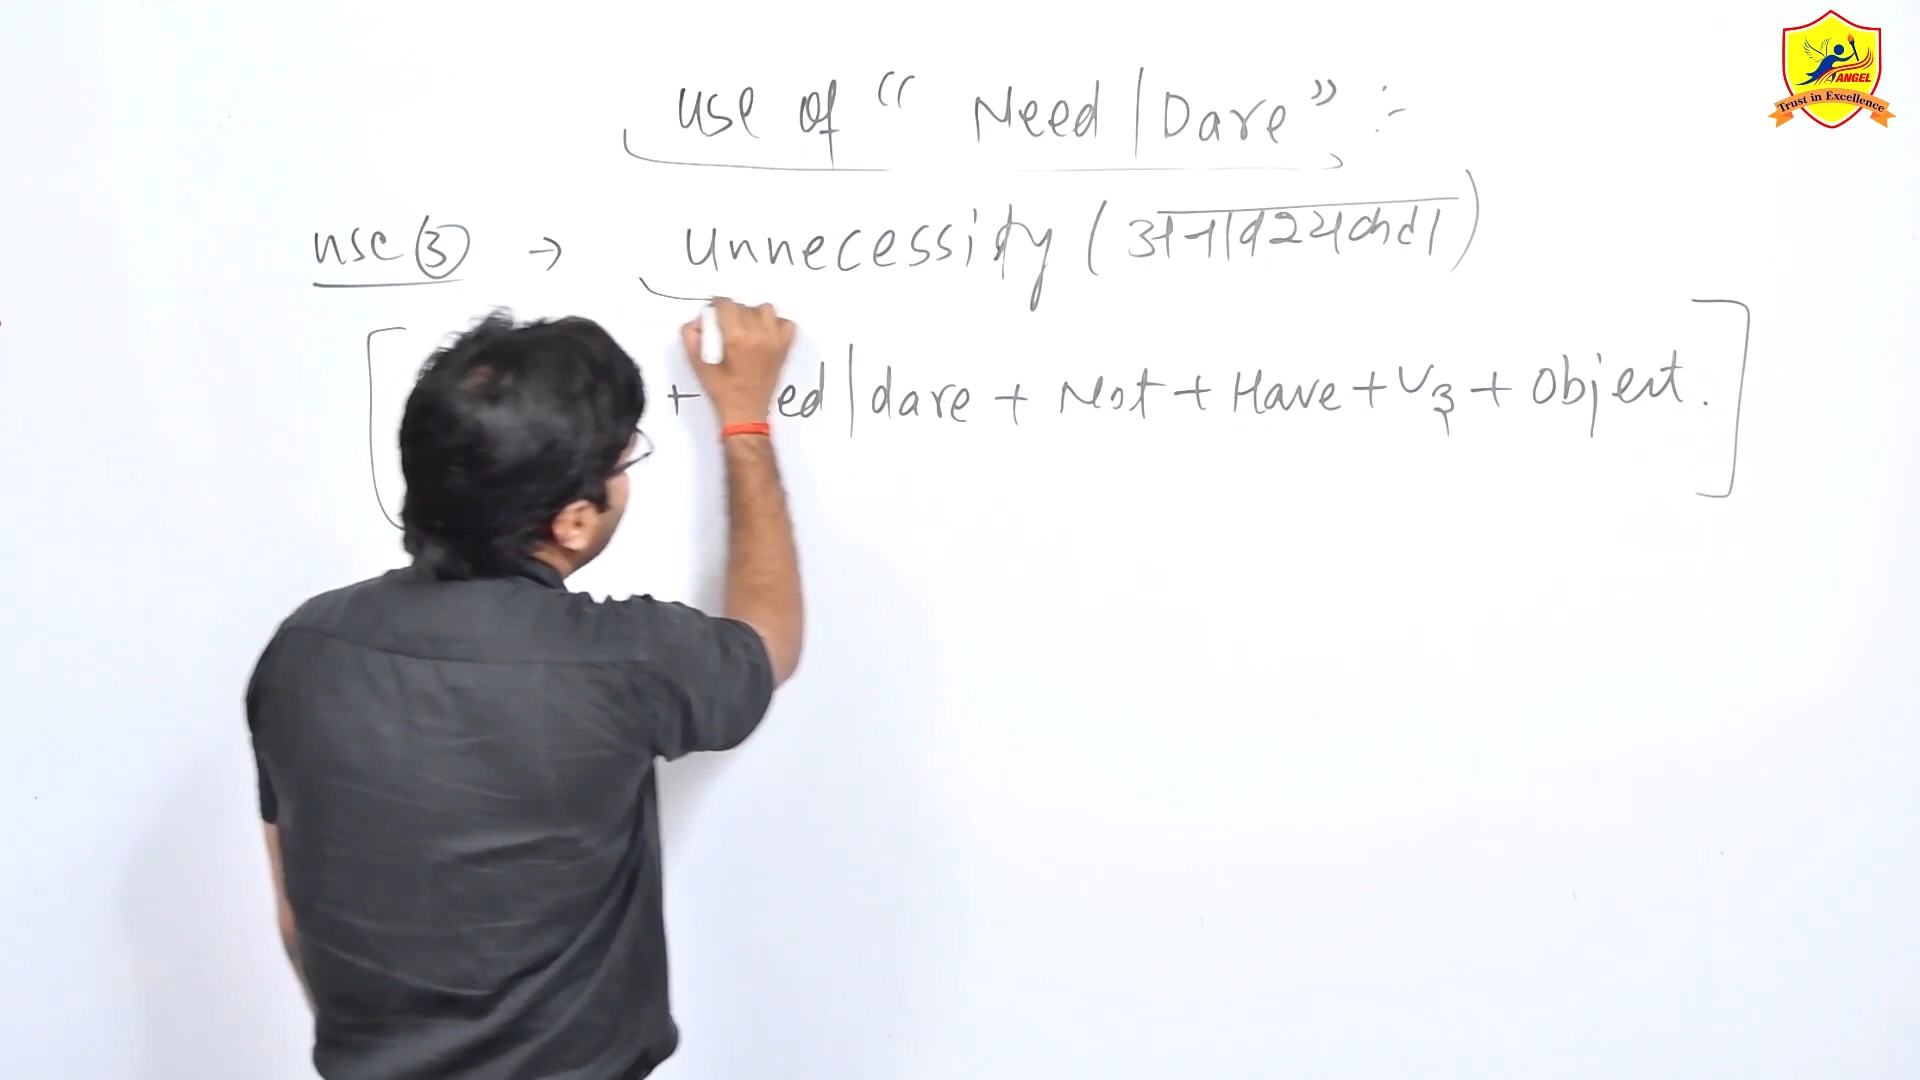 use of “ Need | Dare ” :-
use ③ → unnecessity ( अनावश्यकता )
+ ed | dare + Not + Have + V3 + Object .
ANGEL
Trust in Excellence